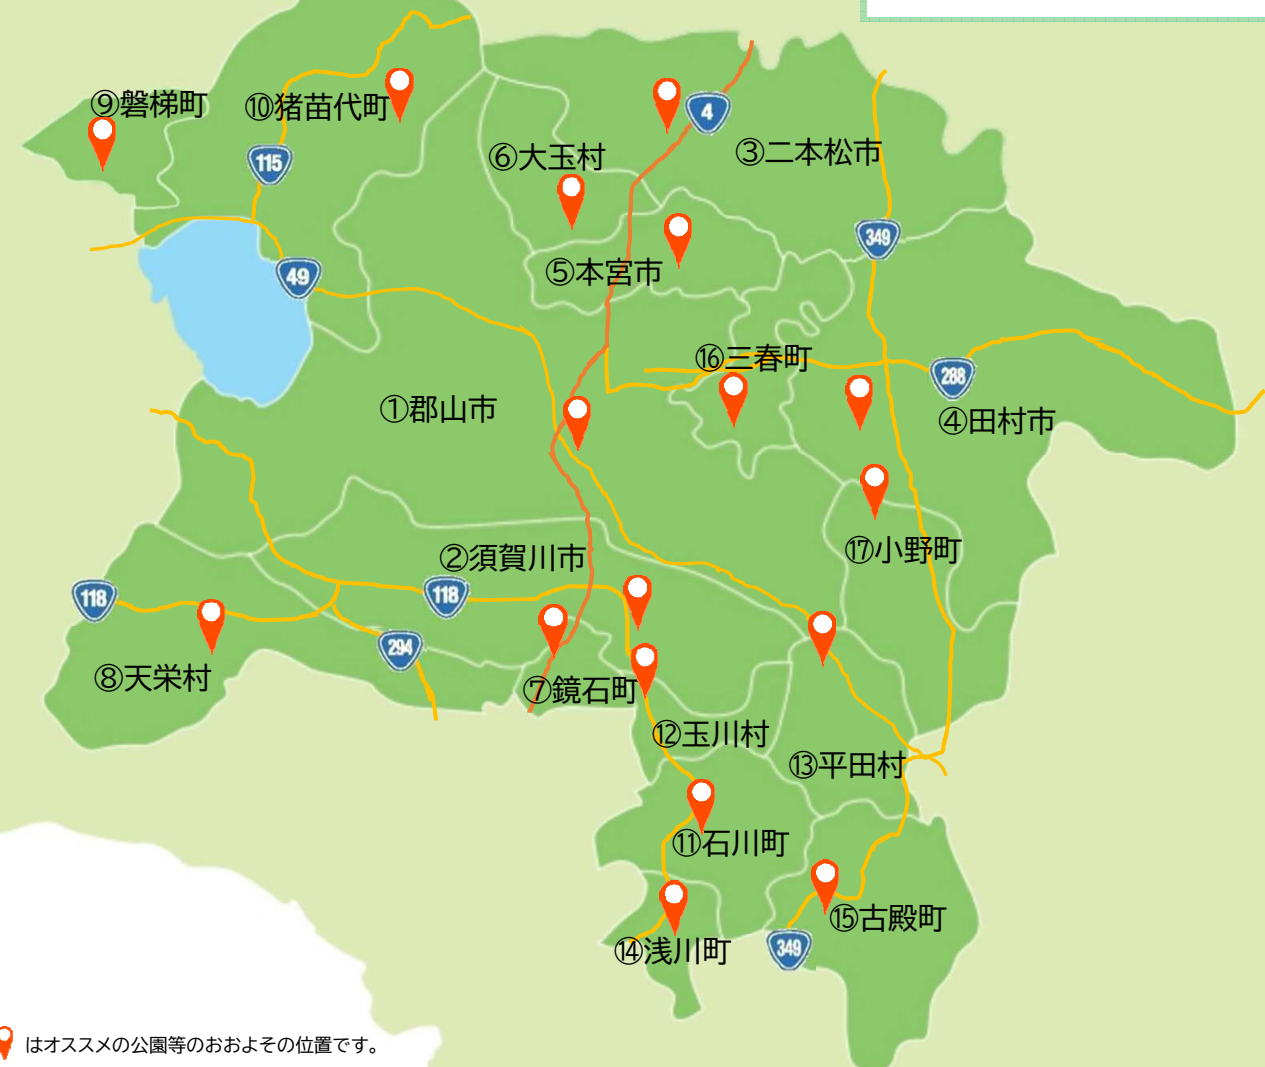 ⑨磐梯町
⑩猪苗代町
4
115
⑥大玉村
③二本松市
349
⑤本宮市
49
⑯三春町
288
①郡山市
④田村市
②須賀川市
⑰小野町
118
118
294
⑧天栄村
⑦鏡石町
⑫玉川村
⑬平田村
⑪石川町
⑮古殿町
⑭浅川町
349
はオススメの公園等のおおよその位置です。